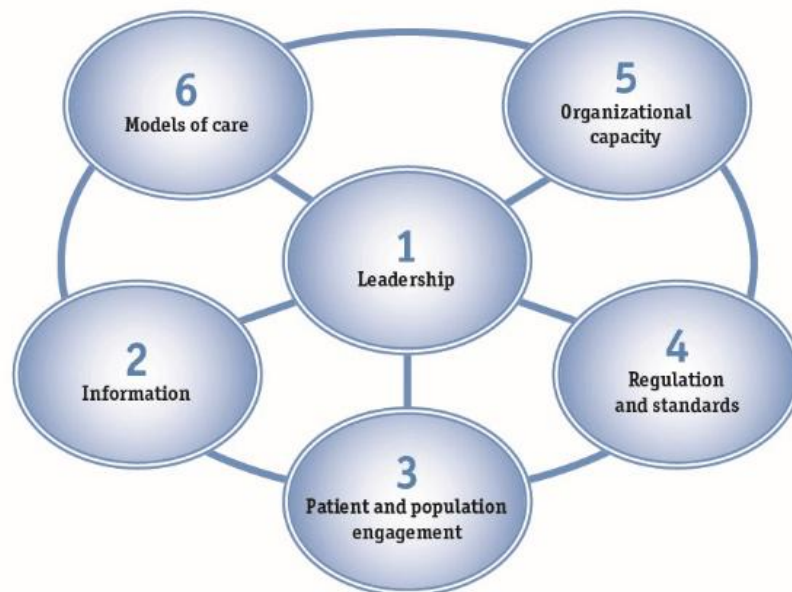 6
Models of care
5
Organizational
capacity
1
Leadership
2
Information
4
Regulation
and standards
3
Patient and population
engagement